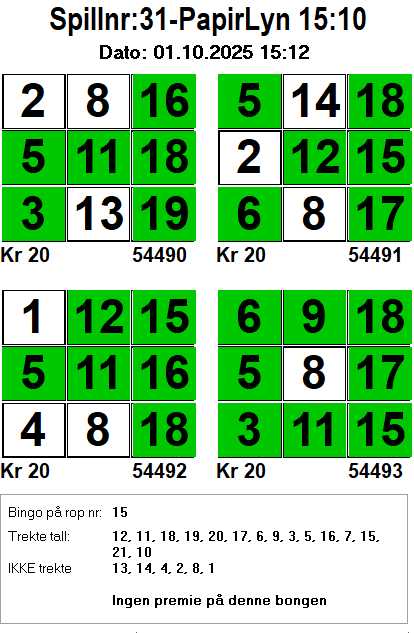 Spillnr:31-PapirLyn 15:10
Dato: 01.10.2025 15:12
2 8 16
5 11 18
3 13 19
Kr 20 54490
5 14 18
2 12 15
6 8 17
Kr 20 54491
1 12 15
5 11 16
4 8 18
Kr 20 54492
6 9 18
5 8 17
3 11 15
Kr 20 54493
Bingo på rop nr: 15
Trekte tall: 12, 11, 18, 19, 20, 17, 6, 9, 3, 5, 16, 7, 15,
21, 10
IKKE trekte 13, 14, 4, 2, 8, 1
Ingen premie på denne bongen